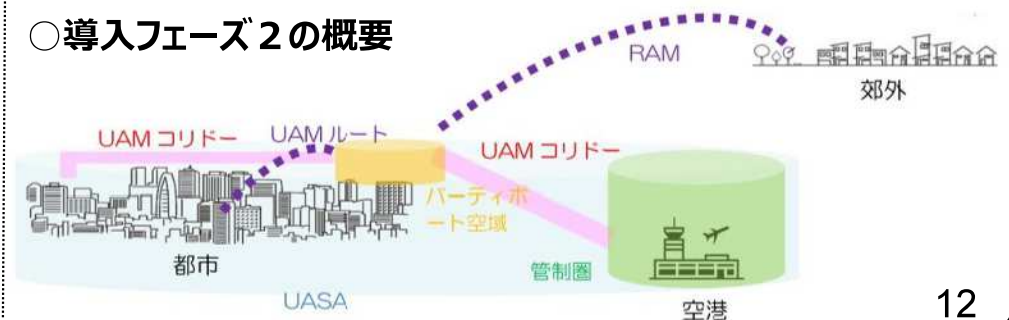 ○導入フェーズ２の概要
RAM
郊外
UAMコリドー
UAMルート
UAMコリドー
バーティポ
ート空域
都市
管制圏
UASA
空港
12